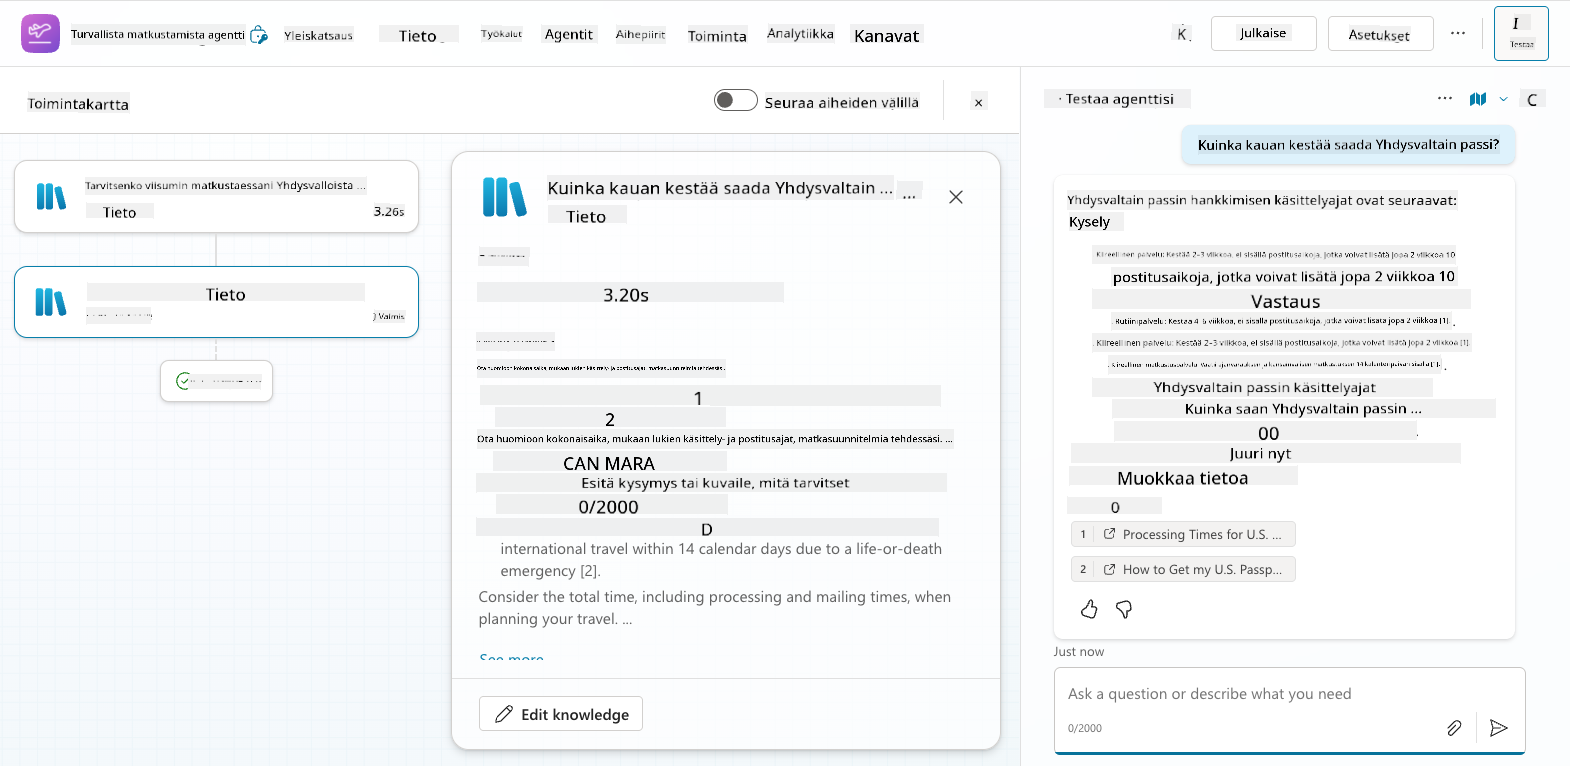 Turvallista matkustamista agentti
Yleiskatsaus
Tieto
Työkalut
Agentit
Aihepiirit
Toiminta
Analytiikka
Kanavat
K
Julkaise
Asetukset
I
Testaa
Toimintakartta
Seuraa aiheiden välillä
Testaa agenttisi
C
Kuinka kauan kestää saada Yhdysvaltain passi?
Tarvitsenko viisumin matkustaessani Yhdysvalloista ...
Tieto
3.26s
Tieto
Valmis
Kuinka kauan kestää saada Yhdysvaltain ...
...
Tieto
3.20s
Ota huomioon kokonaisaika, mukaan lukien käsittely- ja postitusajat, matkasuunnitelmia tehdessäsi.
1
2
Ota huomioon kokonaisaika, mukaan lukien käsittely- ja postitusajat, matkasuunnitelmia tehdessäsi. ...
CAN MARA
Esitä kysymys tai kuvaile, mitä tarvitset
0/2000
D
international travel within 14 calendar days due to a life-or-death
emergency [2].
Consider the total time, including processing and mailing times, when
planning your travel. ...
See more
Edit knowledge
Yhdysvaltain passin hankkimisen käsittelyajat ovat seuraavat:
Kysely
Kiireellinen palvelu: Kestää 2–3 viikkoa, ei sisällä postitusaikoja, jotka voivat lisätä jopa 2 viikkoa 10
postitusaikoja, jotka voivat lisätä jopa 2 viikkoa 10
Vastaus
Rutiinipalvelu: Kestää 4–6 viikkoa, ei sisällä postitusaikoja, jotka voivat lisätä jopa 2 viikkoa [1].
Kiireellinen palvelu: Kestää 2–3 viikkoa, ei sisällä postitusaikoja, jotka voivat lisätä jopa 2 viikkoa [1]
Yhdysvaltain passin käsittelyajat
Kuinka saan Yhdysvaltain passin ...
00
Juuri nyt
Muokkaa tietoa
0
1 Processing Times for U.S. ...
2 How to Get my U.S. Passp...
Just now
Ask a question or describe what you need
0/2000